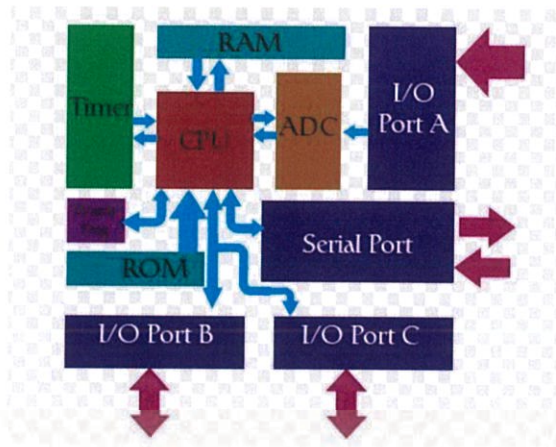 RAM
Timer
CPU
ADC
I/O
Port A
ROM
Serial Port
I/O Port B
I/O Port C